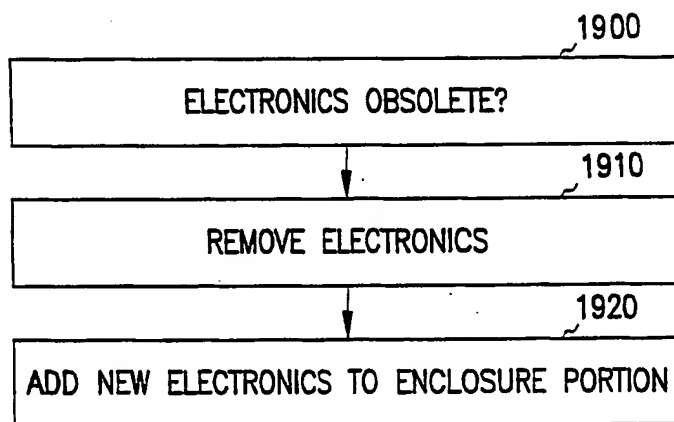 1900
ELECTRONICS OBSOLETE?
1910
REMOVE ELECTRONICS
1920
ADD NEW ELECTRONICS TO ENCLOSURE PORTION